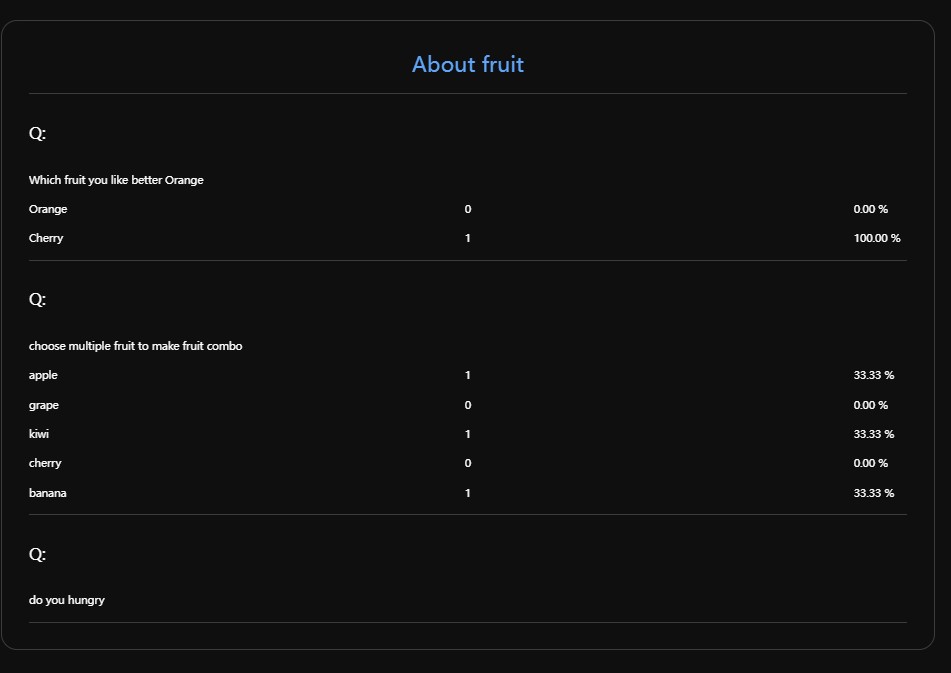 About fruit
Q:
Which fruit you like better Orange
Orange 0 0.00 %
Cherry 1 100.00 %
Q:
choose multiple fruit to make fruit combo
apple 1 33.33 %
grape 0 0.00 %
kiwi 1 33.33 %
cherry 0 0.00 %
banana 1 33.33 %
Q:
do you hungry